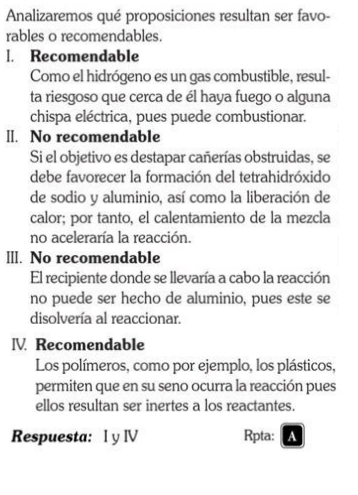 Analizaremos qué proposiciones resultan ser favo-
rables o recomendables.
I. Recomendable
Como el hidrógeno es un gas combustible, resul-
ta riesgoso que cerca de él haya fuego o alguna
chispa eléctrica, pues puede combustionar.
II. No recomendable
Si el objetivo es destapar cañerías obstruidas, se
debe favorecer la formación del tetrahidróxido
de sodio y aluminio, así como la liberación de
calor; por tanto, el calentamiento de la mezcla
no aceleraría la reacción.
III. No recomendable
El recipiente donde se llevaría a cabo la reacción
no puede ser hecho de aluminio, pues este se
disolvería al reaccionar.
IV. Recomendable
Los polímeros, como por ejemplo, los plásticos,
permiten que en su seno ocurra la reacción pues
ellos resultan ser inertes a los reactantes.
Respuesta: I y IV Rpta: A